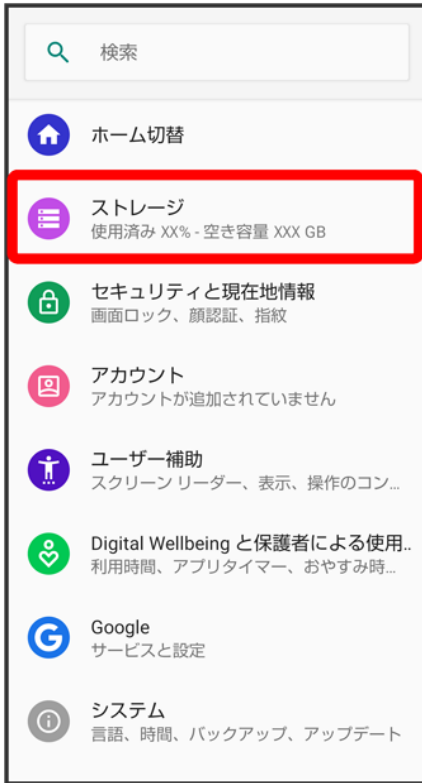 検索
ホーム切替
ストレージ
使用済み XX% - 空き容量 XXX GB
セキュリティと現在地情報
画面ロック、顔認証、指紋
アカウント
アカウントが追加されていません
ユーザー補助
スクリーン リーダー、表示、操作のコン...
Digital Wellbeing と保護者による使用..
利用時間、アプリタイマー、おやすみ時...
Google
サービスと設定
システム
言語、時間、バックアップ、アップデート